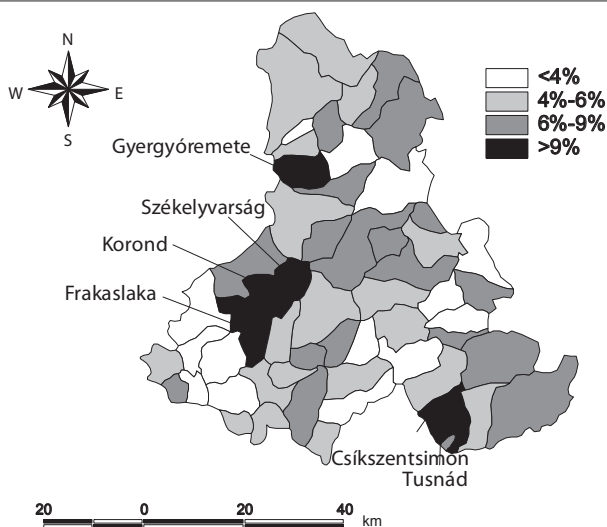 N
W E
S
<4%
4%-6%
6%-9%
>9%
Gyergyóremete
Székelyvarság
Korond
Frakaslaka
Csíkszentsimon
Tusnád
20 0 20 40
km